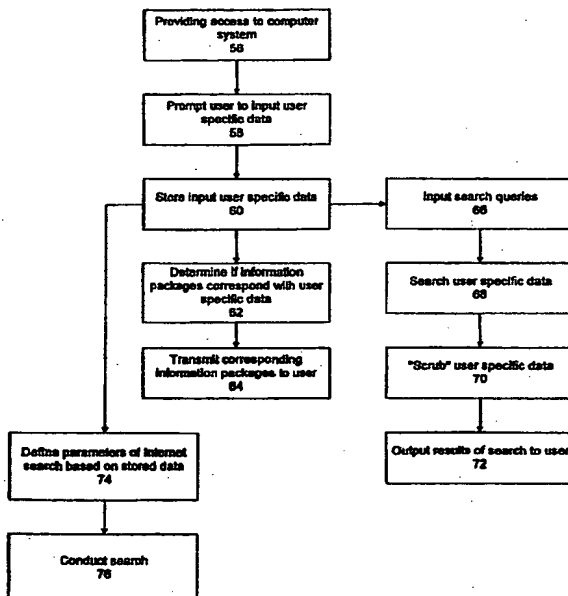 Providing access to computer
system
56
Prompt user to input user
specific data
58
Store input user specific data
60
Input search queries
66
Determine if information
packages correspond with user
specific data
62
Search user specific data
68
Transmit corresponding
information packages to user
64
"Scrub" user specific data
70
Define parameters of Internet
search based on stored data
74
Output results of search to user
72
Conduct search
76